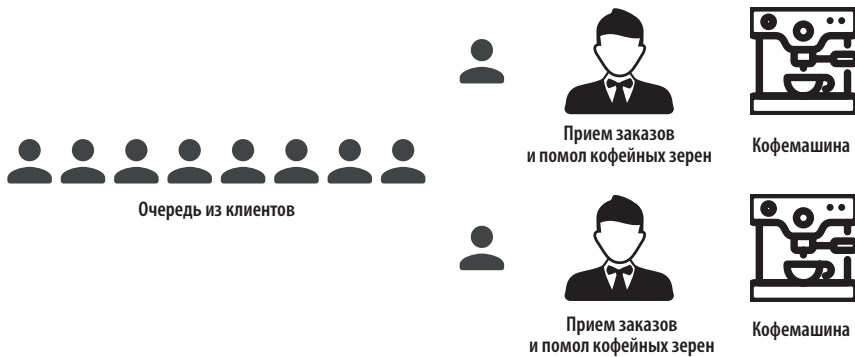 Прием заказов
и помол кофейных зерен
Кофемашина
Очередь из клиентов
Прием заказов
и помол кофейных зерен
Кофемашина